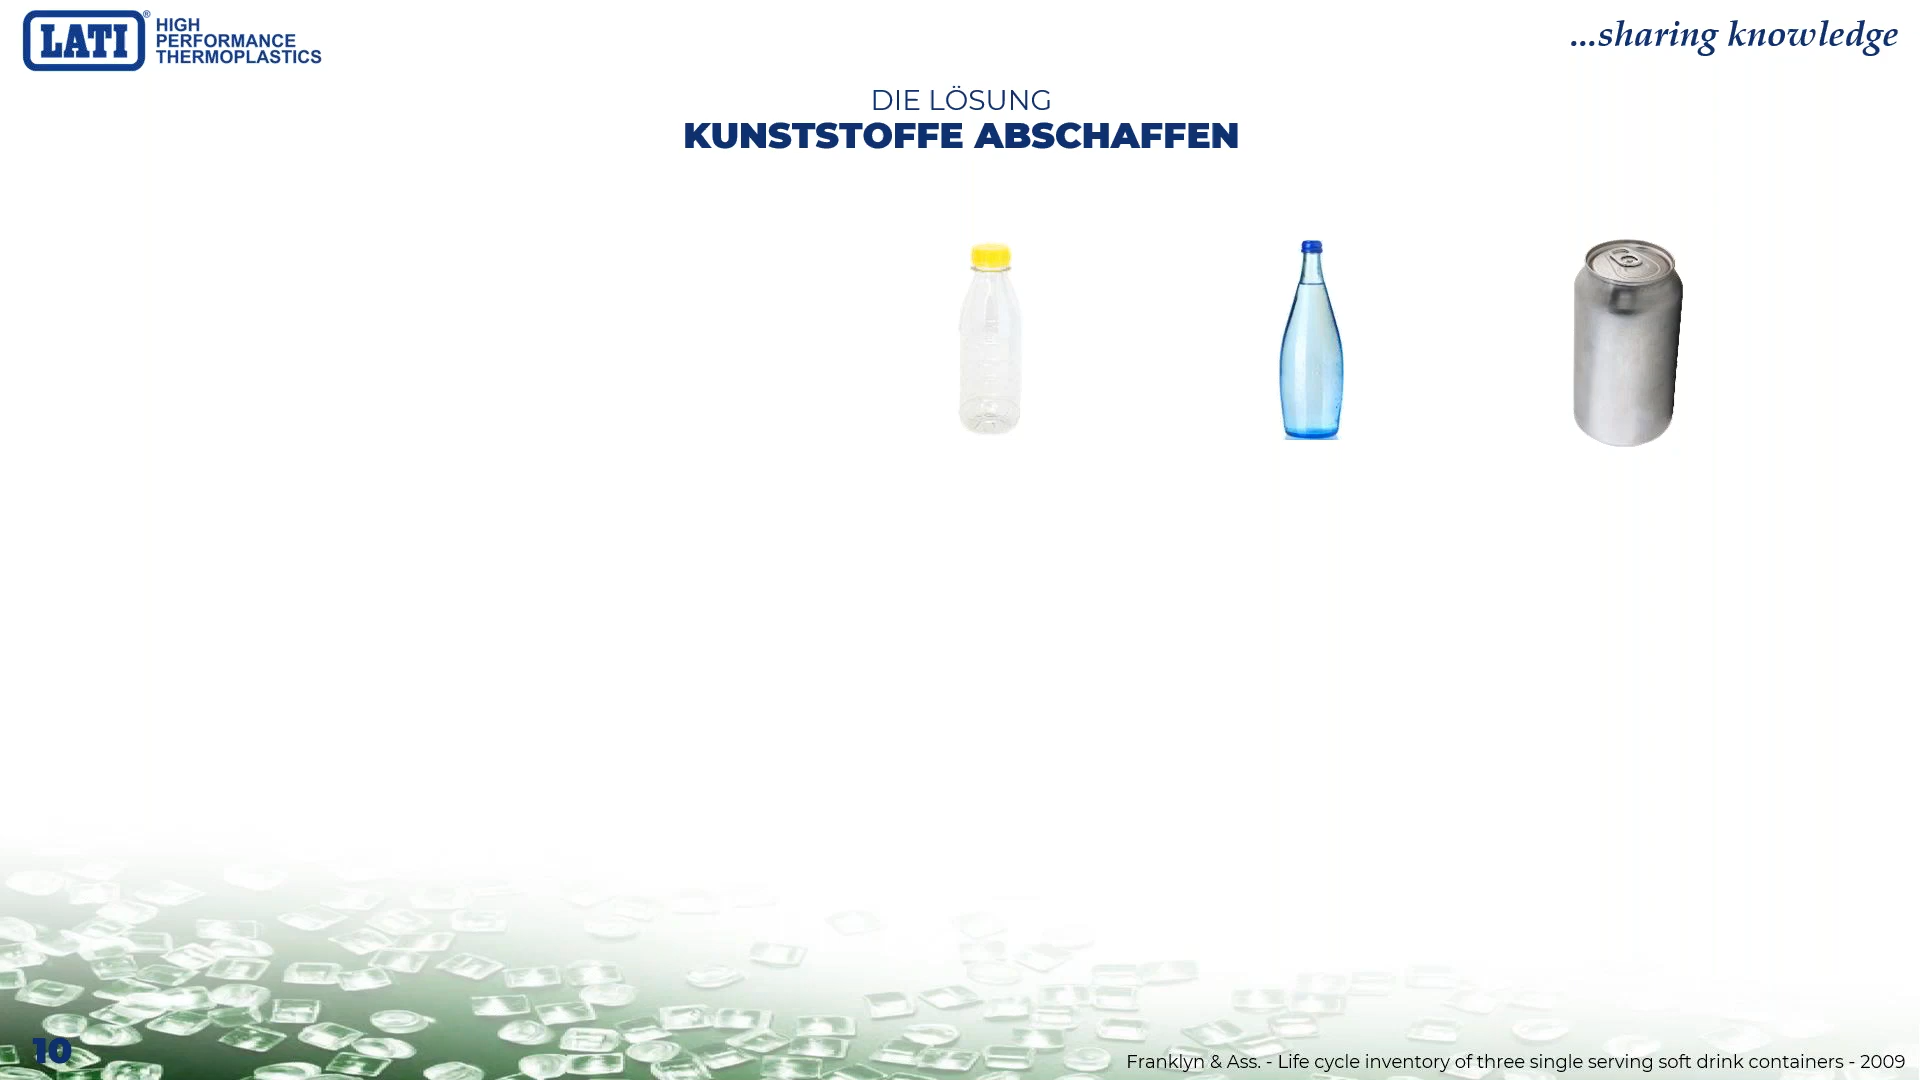 LATI®
HIGH
PERFORMANCE
THERMOPLASTICS
...sharing knowledge
DIE LÖSUNG
KUNSTSTOFFE ABSCHAFFEN
10
Franklyn & Ass. - Life cycle inventory of three single serving soft drink containers - 2009